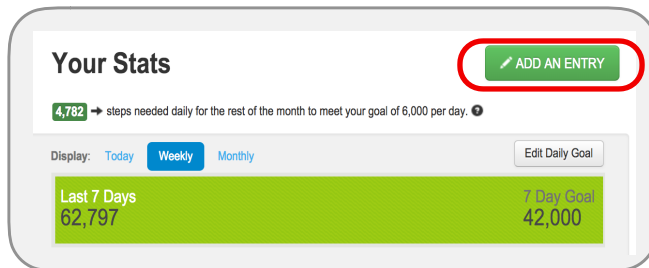 Your Stats
ADD AN ENTRY
4,782 ➔ steps needed daily for the rest of the month to meet your goal of 6,000 per day. ?
Display: Today Weekly Monthly
Edit Daily Goal
Last 7 Days
7 Day Goal
62,797
42,000